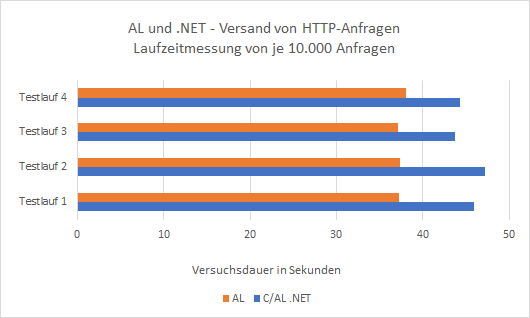 AL und .NET - Versand von HTTP-Anfragen
Laufzeitmessung von je 10.000 Anfragen
Testlauf 4
Testlauf 3
Testlauf 2
Testlauf 1
0 10 20 30 40 50
Versuchsdauer in Sekunden
AL C/AL .NET